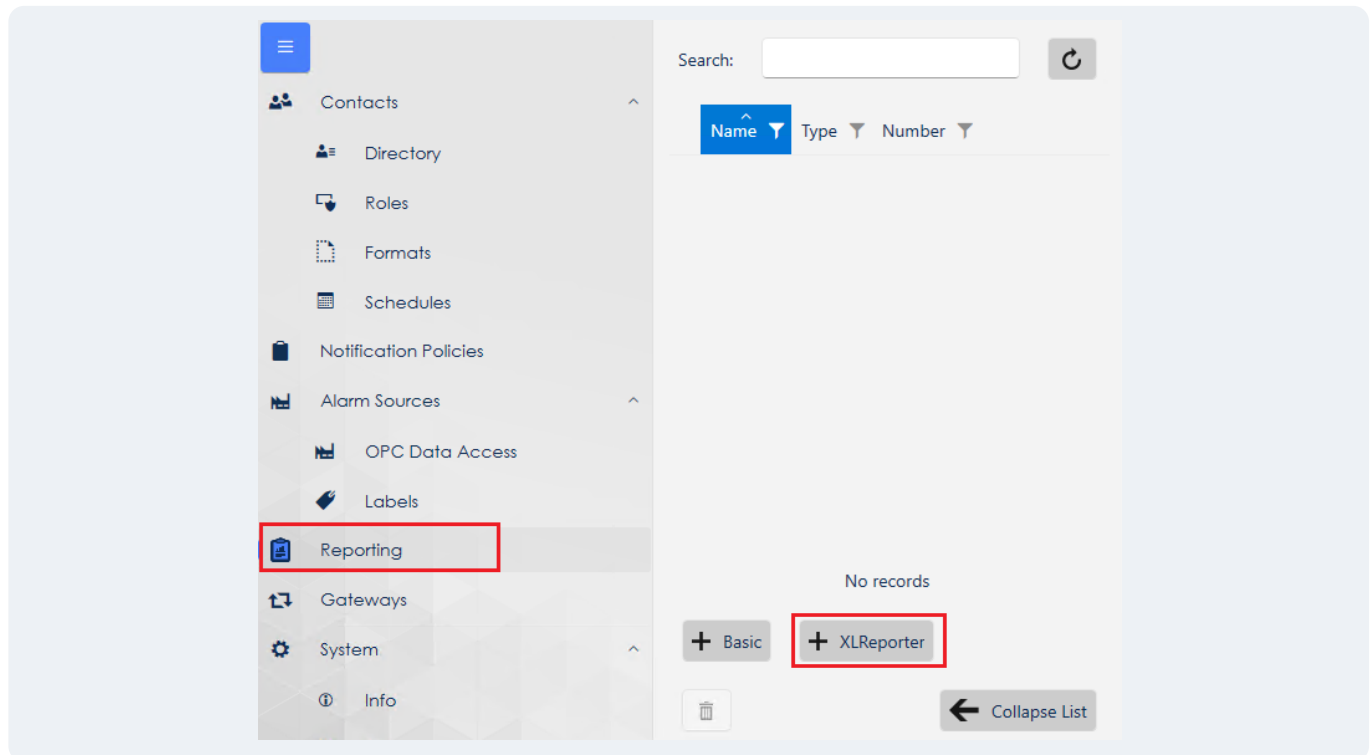 Contacts
Directory
Roles
Formats
Schedules
Notification Policies
Alarm Sources
OPC Data Access
Labels
Reporting
Gateways
System
Info
Search:
Name Type Number
No records
+ Basic + XLReporter
Collapse List